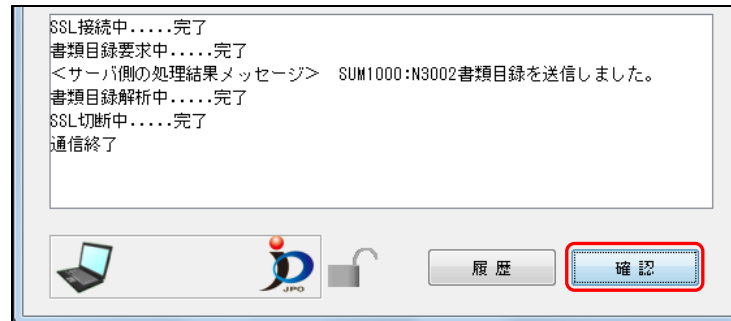 SSL接続中.....完了
書類目録要求中.....完了
＜サーバ側の処理結果メッセージ＞　SUM1000:N3002書類目録を送信しました。
書類目録解析中.....完了
SSL切断中.....完了
通信終了
JPO
履 歴
確 認